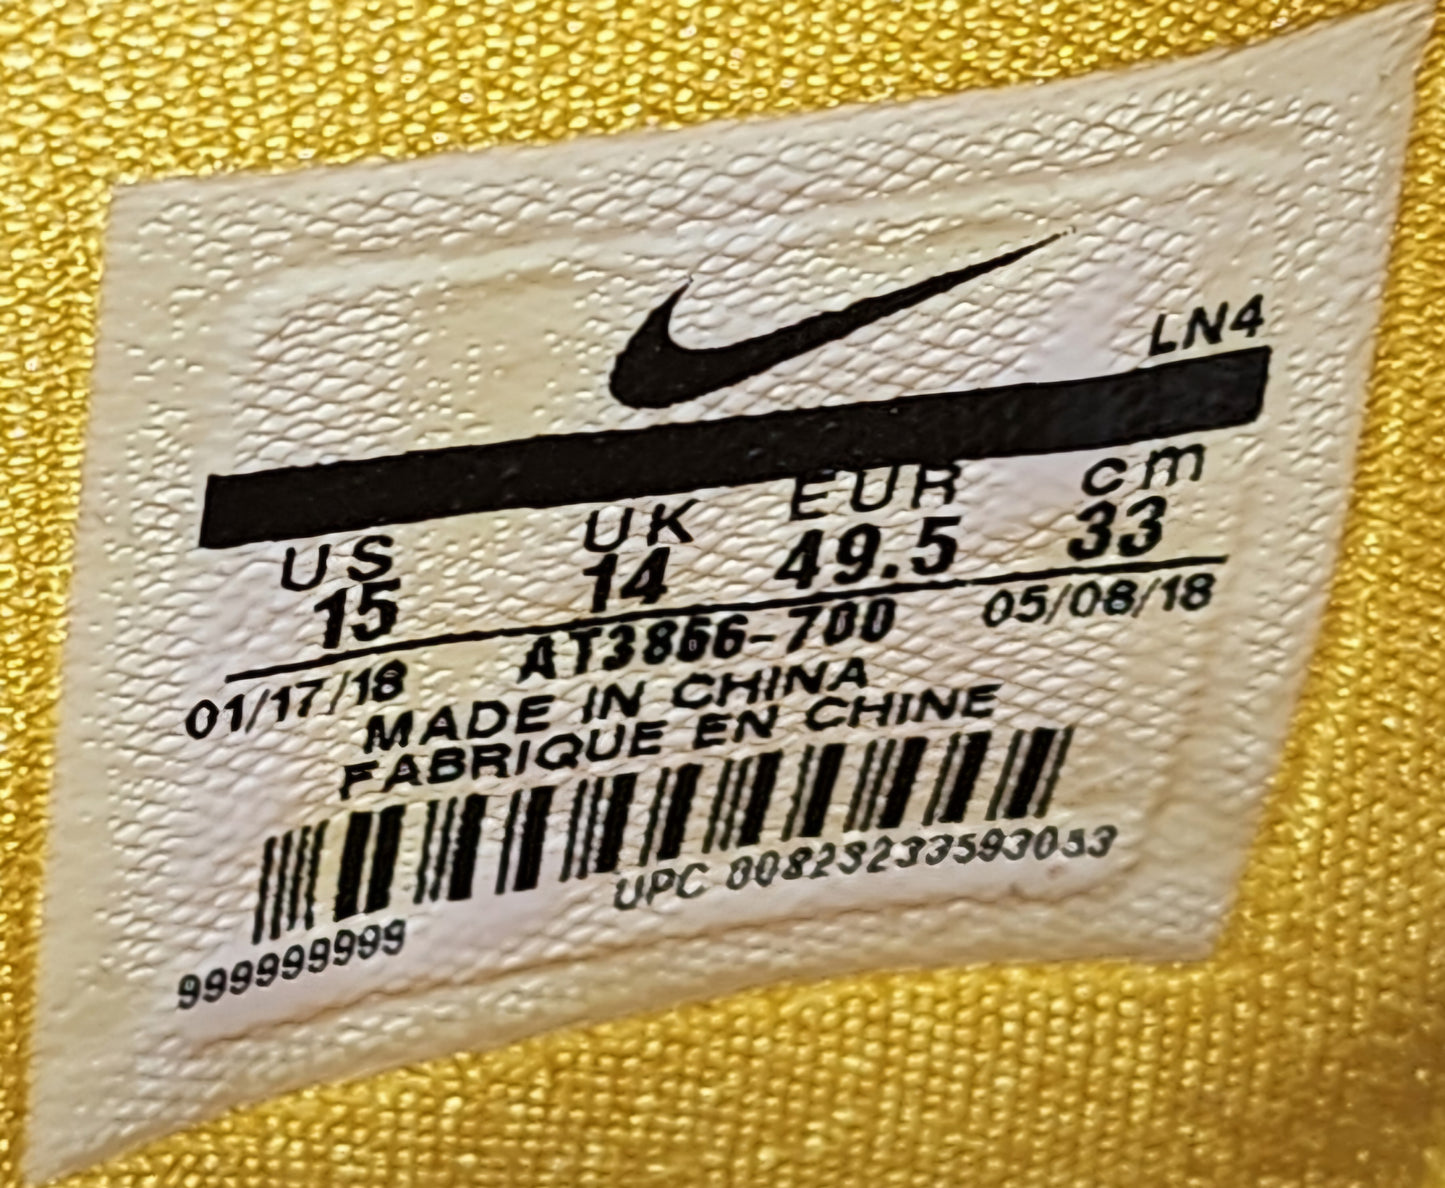 LN4
US UK EUR cm
15 14 49.5 33
01/17/18 AT3866-700 05/08/18
MADE IN CHINA
FABRIQUE EN CHINE
UPC
999999999